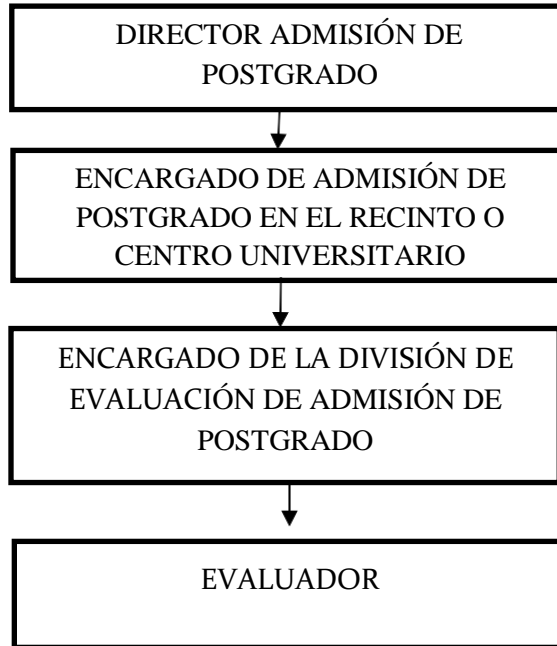 DIRECTOR ADMISIÓN DE
POSTGRADO
ENCARGADO DE ADMISIÓN DE
POSTGRADO EN EL RECINTO O
CENTRO UNIVERSITARIO
ENCARGADO DE LA DIVISIÓN DE
EVALUACIÓN DE ADMISIÓN DE
POSTGRADO
EVALUADOR